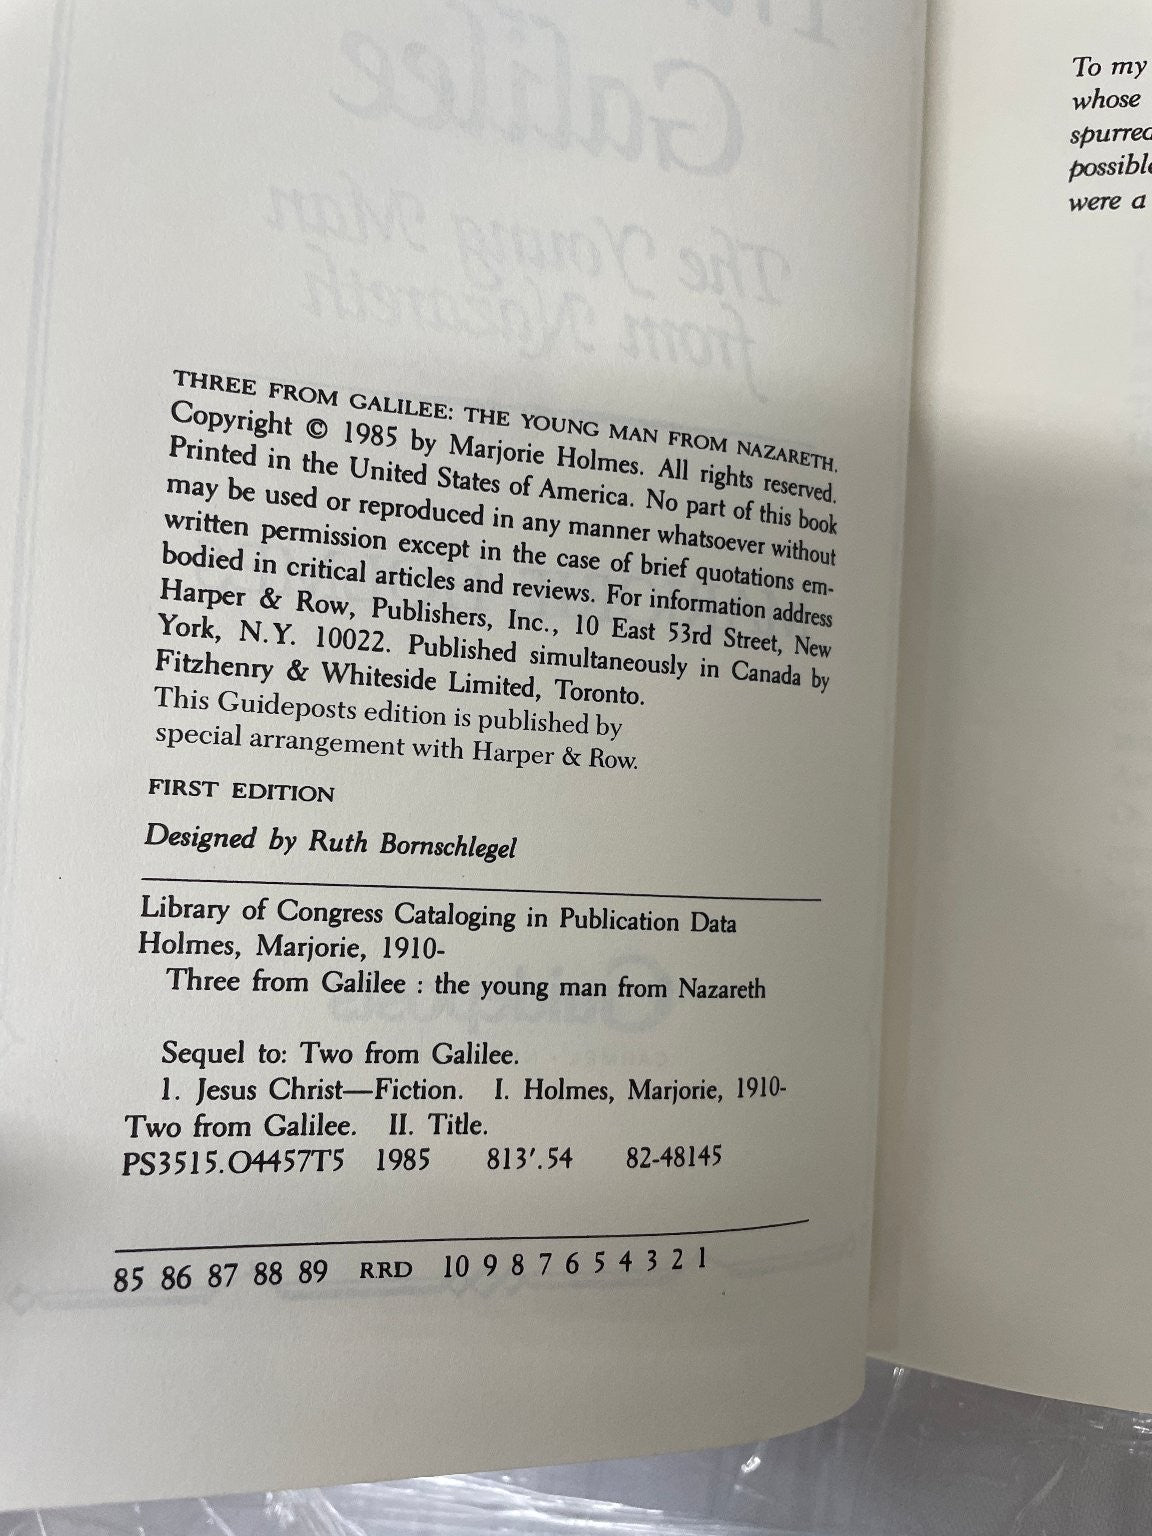 THREE FROM GALILEE: THE YOUNG MAN FROM NAZARETH.
Copyright © 1985 by Marjorie Holmes. All rights reserved.
Printed in the United States of America. No part of this book
may be used or reproduced in any manner whatsoever without
written permission except in the case of brief quotations em-
bodied in critical articles and reviews. For information address
Harper & Row, Publishers, Inc., 10 East 53rd Street, New
York, N.Y. 10022. Published simultaneously in Canada by
Fitzhenry & Whiteside Limited, Toronto.
This Guideposts edition is published by
special arrangement with Harper & Row.
FIRST EDITION
Designed by Ruth Bornschlegel
Library of Congress Cataloging in Publication Data
Holmes, Marjorie, 1910-
Three from Galilee : the young man from Nazareth
Sequel to: Two from Galilee.
1. Jesus Christ—Fiction. I. Holmes, Marjorie, 1910-
Two from Galilee. II. Title.
PS3515.O4457T5 1985 813'.54 82-48145
85 86 87 88 89 RRD 10 9 8 7 6 5 4 3 2 1
To my
whose
spurred
possible
were a
Galilee
The Young Man
from Nazareth
Guideposts